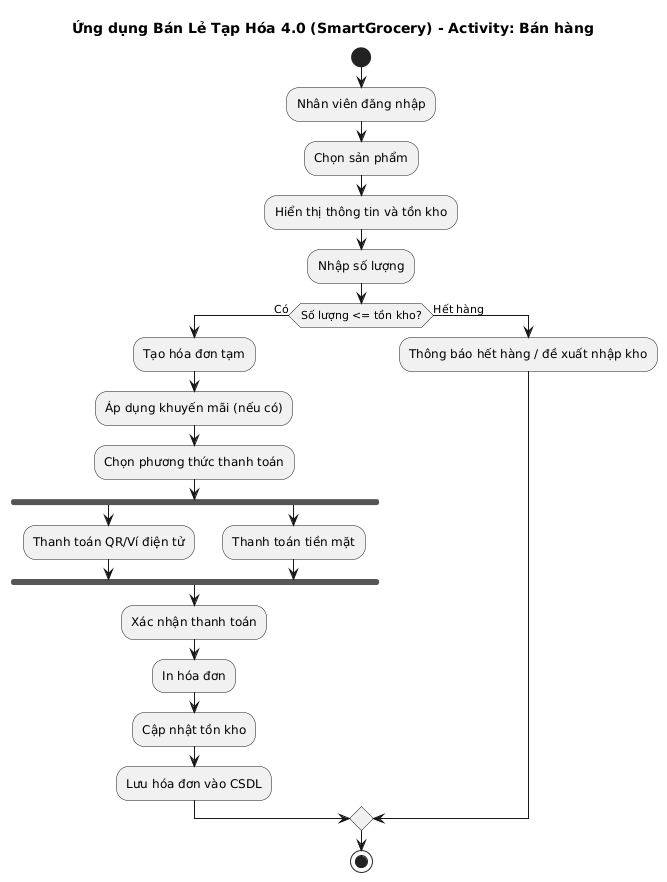 Ứng dụng Bán Lẻ Tạp Hóa 4.0 (SmartGrocery) - Activity: Bán hàng
Nhân viên đăng nhập
Chọn sản phẩm
Hiển thị thông tin và tồn kho
Nhập số lượng
Có
Số lượng <= tồn kho?
Hết hàng
Tạo hóa đơn tạm
Thông báo hết hàng / đề xuất nhập kho
Áp dụng khuyến mãi (nếu có)
Chọn phương thức thanh toán
Thanh toán QR/Ví điện tử
Thanh toán tiền mặt
Xác nhận thanh toán
In hóa đơn
Cập nhật tồn kho
Lưu hóa đơn vào CSDL